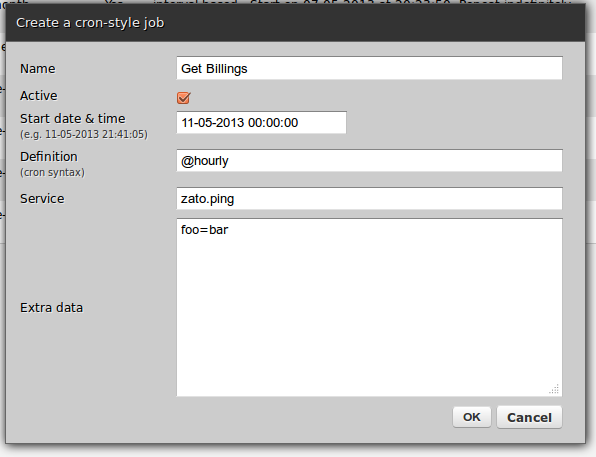 Create a cron-style job
Name Get Billings
Active
Start date & time 11-05-2013 00:00:00
(e.g. 11-05-2013 21:41:05)
Definition @hourly
(cron syntax)
Service zato.ping
foo=bar
Extra data
OK Cancel